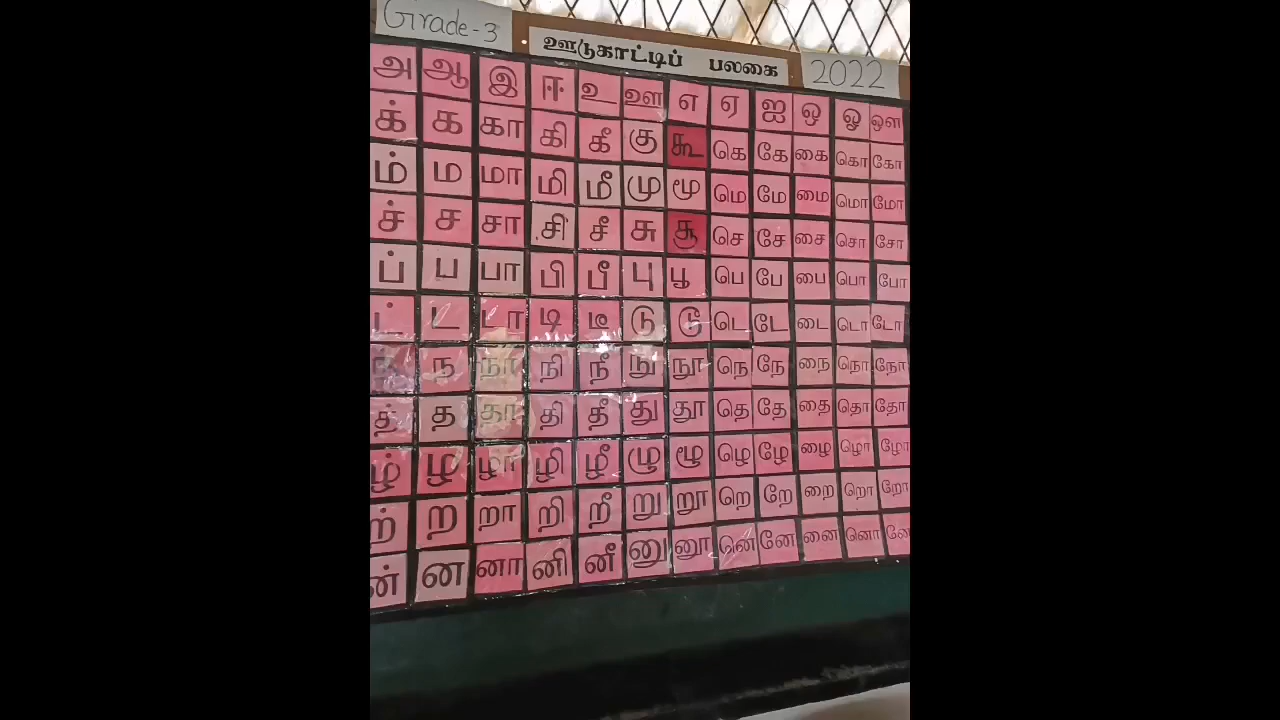 Grade-3
ஊடுகாட்டிப் பலகை
2022
அ ஆ இ ஈ உ ஊ எ ஏ ஐ ஒ ஓ ஔ
க் க கா கி கீ கு கூ கெ கே கை கொ கோ
ம் ம மா மி மீ மு மூ மெ மே மை மொ மோ
ச் ச சா சி சீ சு சூ செ சே சை சொ சோ
ப் ப பா பி பீ பு பூ பெ பே பை பொ போ
ட் ட டா டி டீ டு டூ டெ டே டை டொ டோ
ந நா நி நீ நு நூ நெ நே நை நொ நோ
த் த தா தி தீ து தூ தெ தே தை தொ தோ
ழ் ழ ழா ழி ழீ ழு ழூ ழெ ழே ழை ழொ ழோ
ற் ற றா றி றீ று றூ றெ றே றை றொ றோ
ன் ன னா னி னீ னு னூ னெ னே னை னொ